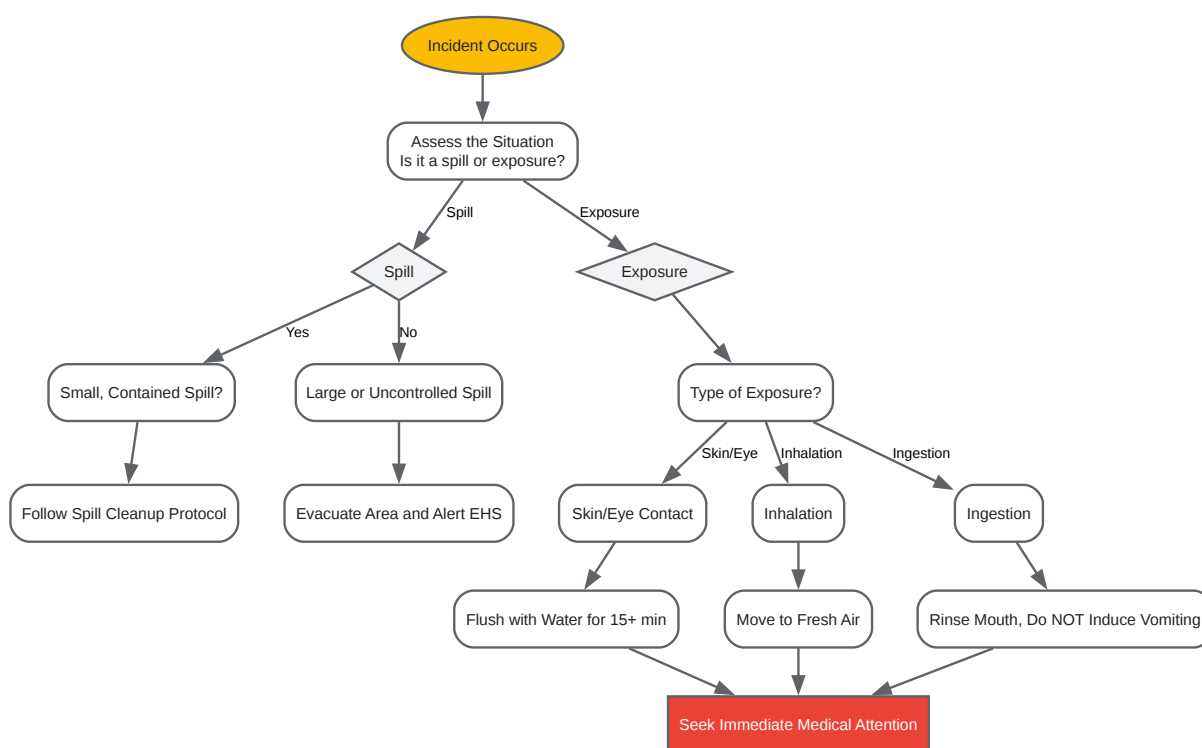 Incident Occurs
Assess the Situation
Is it a spill or exposure?
Spill
Exposure
Spill
Exposure
Yes
No
Small, Contained Spill?
Large or Uncontrolled Spill
Type of Exposure?
Skin/Eye
Inhalation
Ingestion
Follow Spill Cleanup Protocol
Evacuate Area and Alert EHS
Skin/Eye Contact
Inhalation
Ingestion
Flush with Water for 15+ min
Move to Fresh Air
Rinse Mouth, Do NOT Induce Vomiting
Seek Immediate Medical Attention